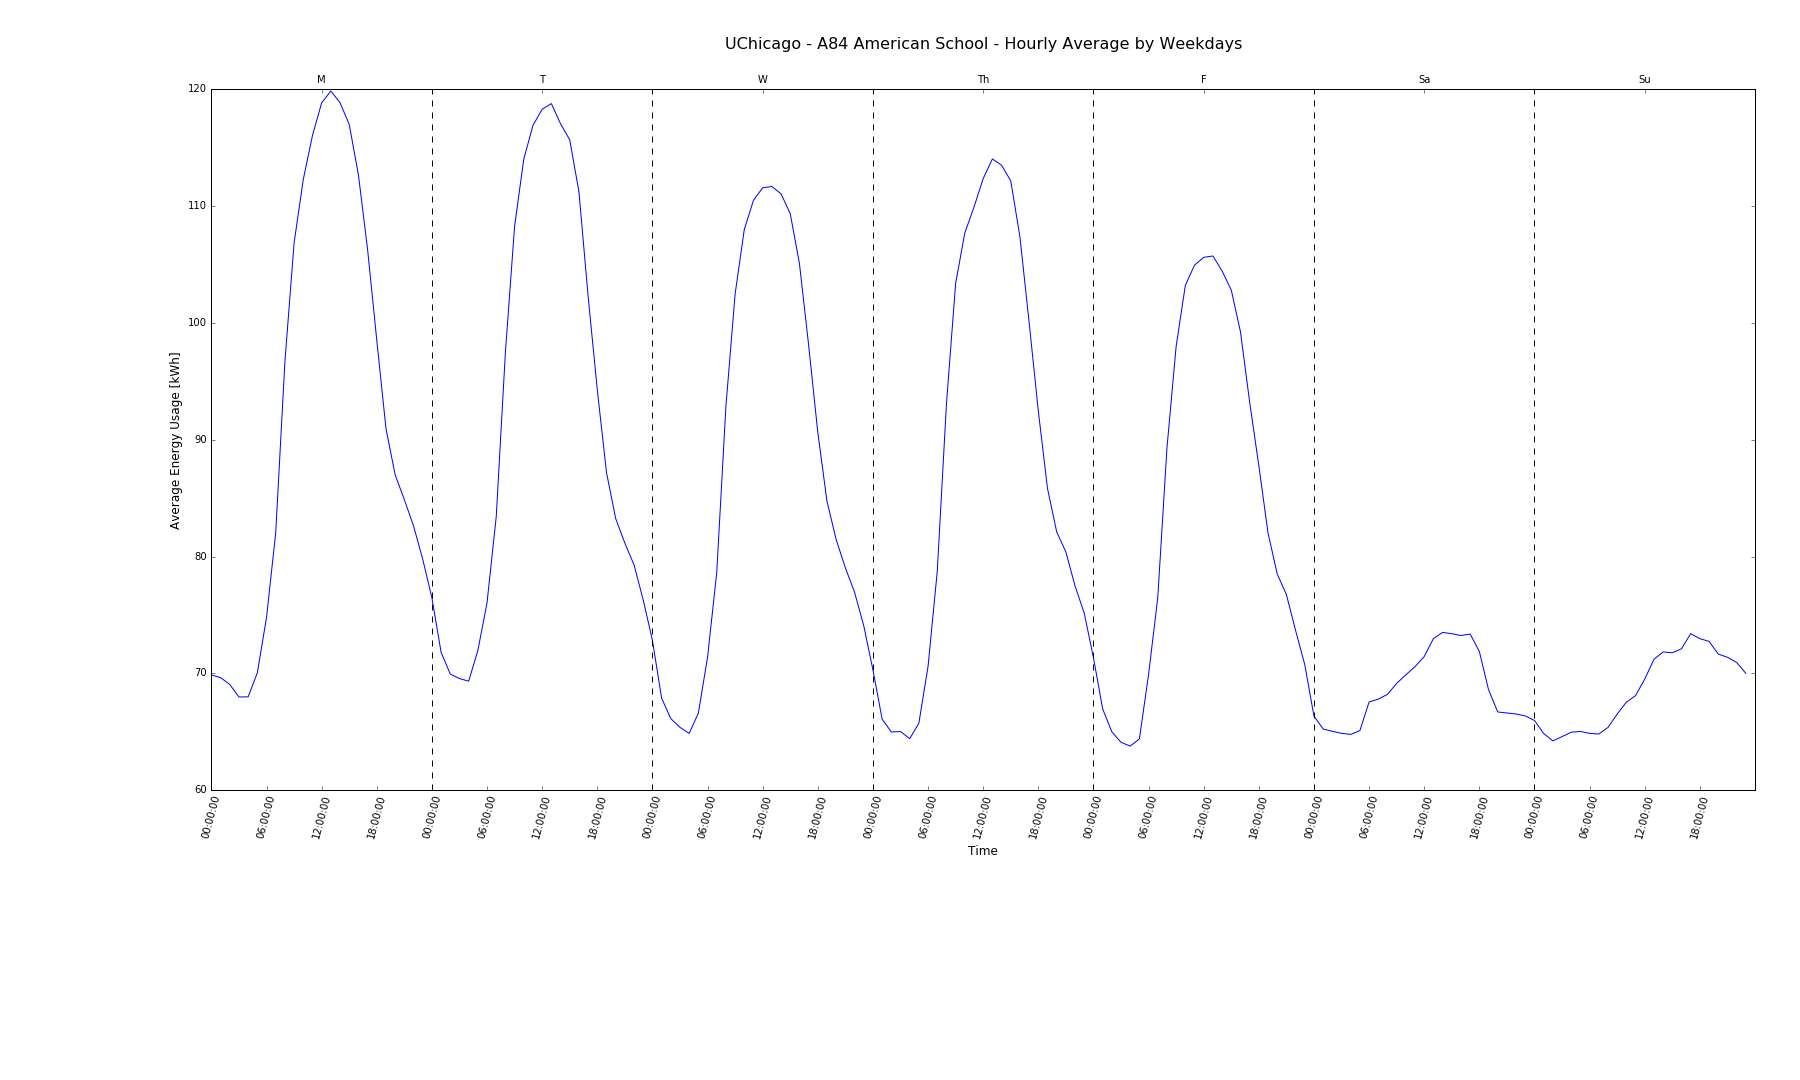 UChicago - A84 American School - Hourly Average by Weekdays
M T W Th F Sa Su
120
110
100
90
80
70
60
Average Energy Usage [kWh]
00:00:00 06:00:00 12:00:00 18:00:00 00:00:00 06:00:00 12:00:00 18:00:00 00:00:00 06:00:00 12:00:00 18:00:00 00:00:00 06:00:00 12:00:00 18:00:00 00:00:00 06:00:00 12:00:00 18:00:00 00:00:00 06:00:00 12:00:00 18:00:00 00:00:00 06:00:00 12:00:00 18:00:00
Time